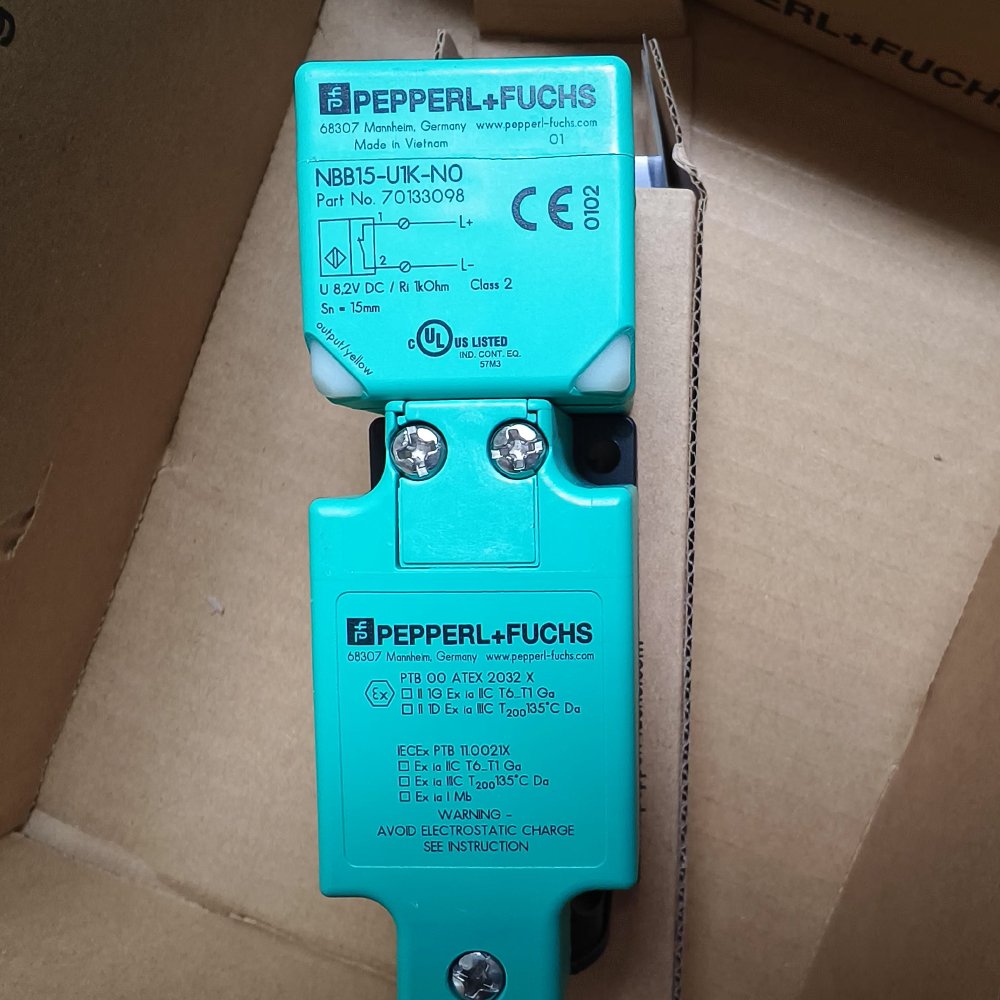 PEPPERL+FUCHS
PEPPERL+FUCHS
68307 Mannheim, Germany www.pepperl-fuchs.com
Made in Vietnam 01
NBB15-U1K-N0
Part No. 70133098
1 L+
2 L-
CE 0102
U 8,2V DC / Ri 1kOhm Class 2
Sn = 15mm
output/yellow
C UL US LISTED
IND. CONT. EQ.
57M3
PEPPERL+FUCHS
68307 Mannheim, Germany www.pepperl-fuchs.com
PTB 00 ATEX 2032 X
Ex
□ II 1G Ex ia IIC T6...T1 Ga
□ II 1D Ex ia IIIC T200135°C Da
IECEx PTB 11.0021X
□ Ex ia IIC T6...T1 Ga
□ Ex ia IIIC T200135°C Da
□ Ex ia I Mb
WARNING -
AVOID ELECTROSTATIC CHARGE
SEE INSTRUCTION